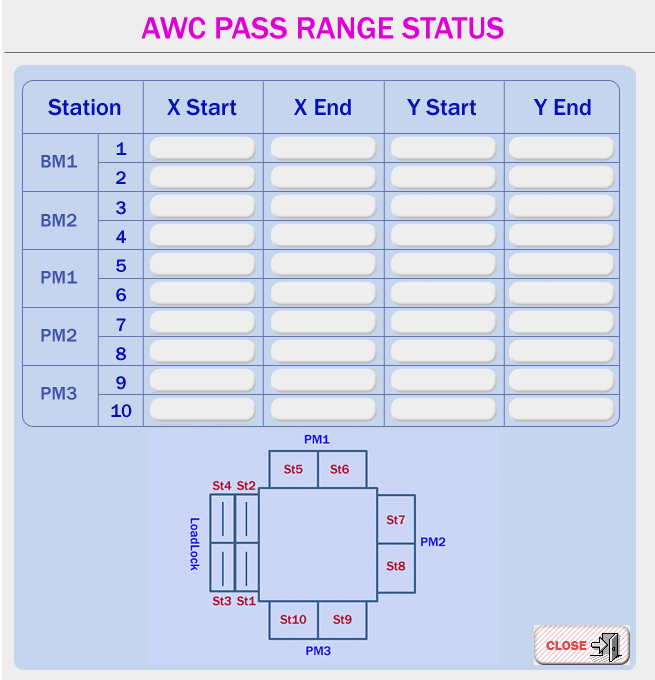 AWC PASS RANGE STATUS
Station X Start X End Y Start Y End
BM1 1
2
BM2 3
4
PM1 5
6
PM2 7
8
PM3 9
10
PM1
St5 St6
St4 St2
St7
LoadLock
PM2
St8
St3 St1
St10 St9
PM3
CLOSE